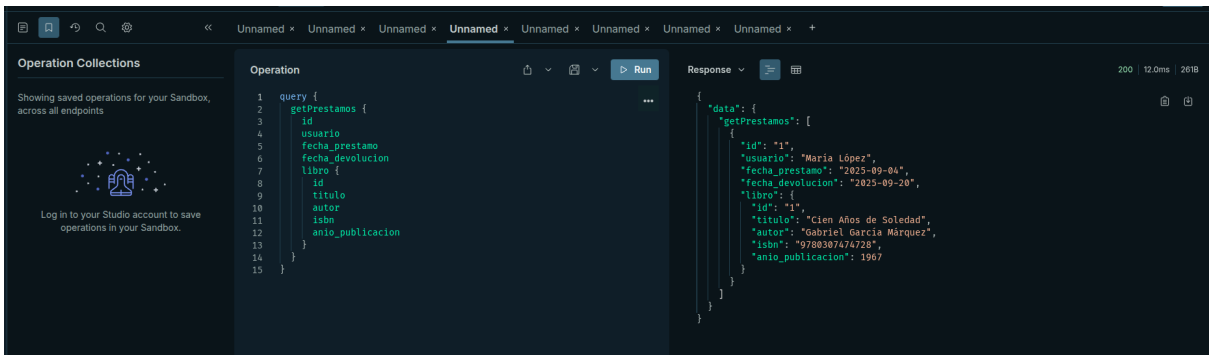 Unnamed × Unnamed × Unnamed × Unnamed × Unnamed × Unnamed × Unnamed × Unnamed × +
Operation Collections
Showing saved operations for your Sandbox,
across all endpoints
Log in to your Studio account to save
operations in your Sandbox.
Operation
Run
1 query {
2 getPrestamos {
3 id
4 usuario
5 fecha_prestamo
6 fecha_devolucion
7 libro {
8 id
9 titulo
10 autor
11 isbn
12 anio_publicacion
13 }
14 }
15 }
Response
200 12.0ms 261B
{
"data": {
"getPrestamos": [
{
"id": "1",
"usuario": "Maria López",
"fecha_prestamo": "2025-09-04",
"fecha_devolucion": "2025-09-20",
"libro": {
"id": "1",
"titulo": "Cien Años de Soledad",
"autor": "Gabriel García Márquez",
"isbn": "9780307474728",
"anio_publicacion": 1967
}
}
]
}
}